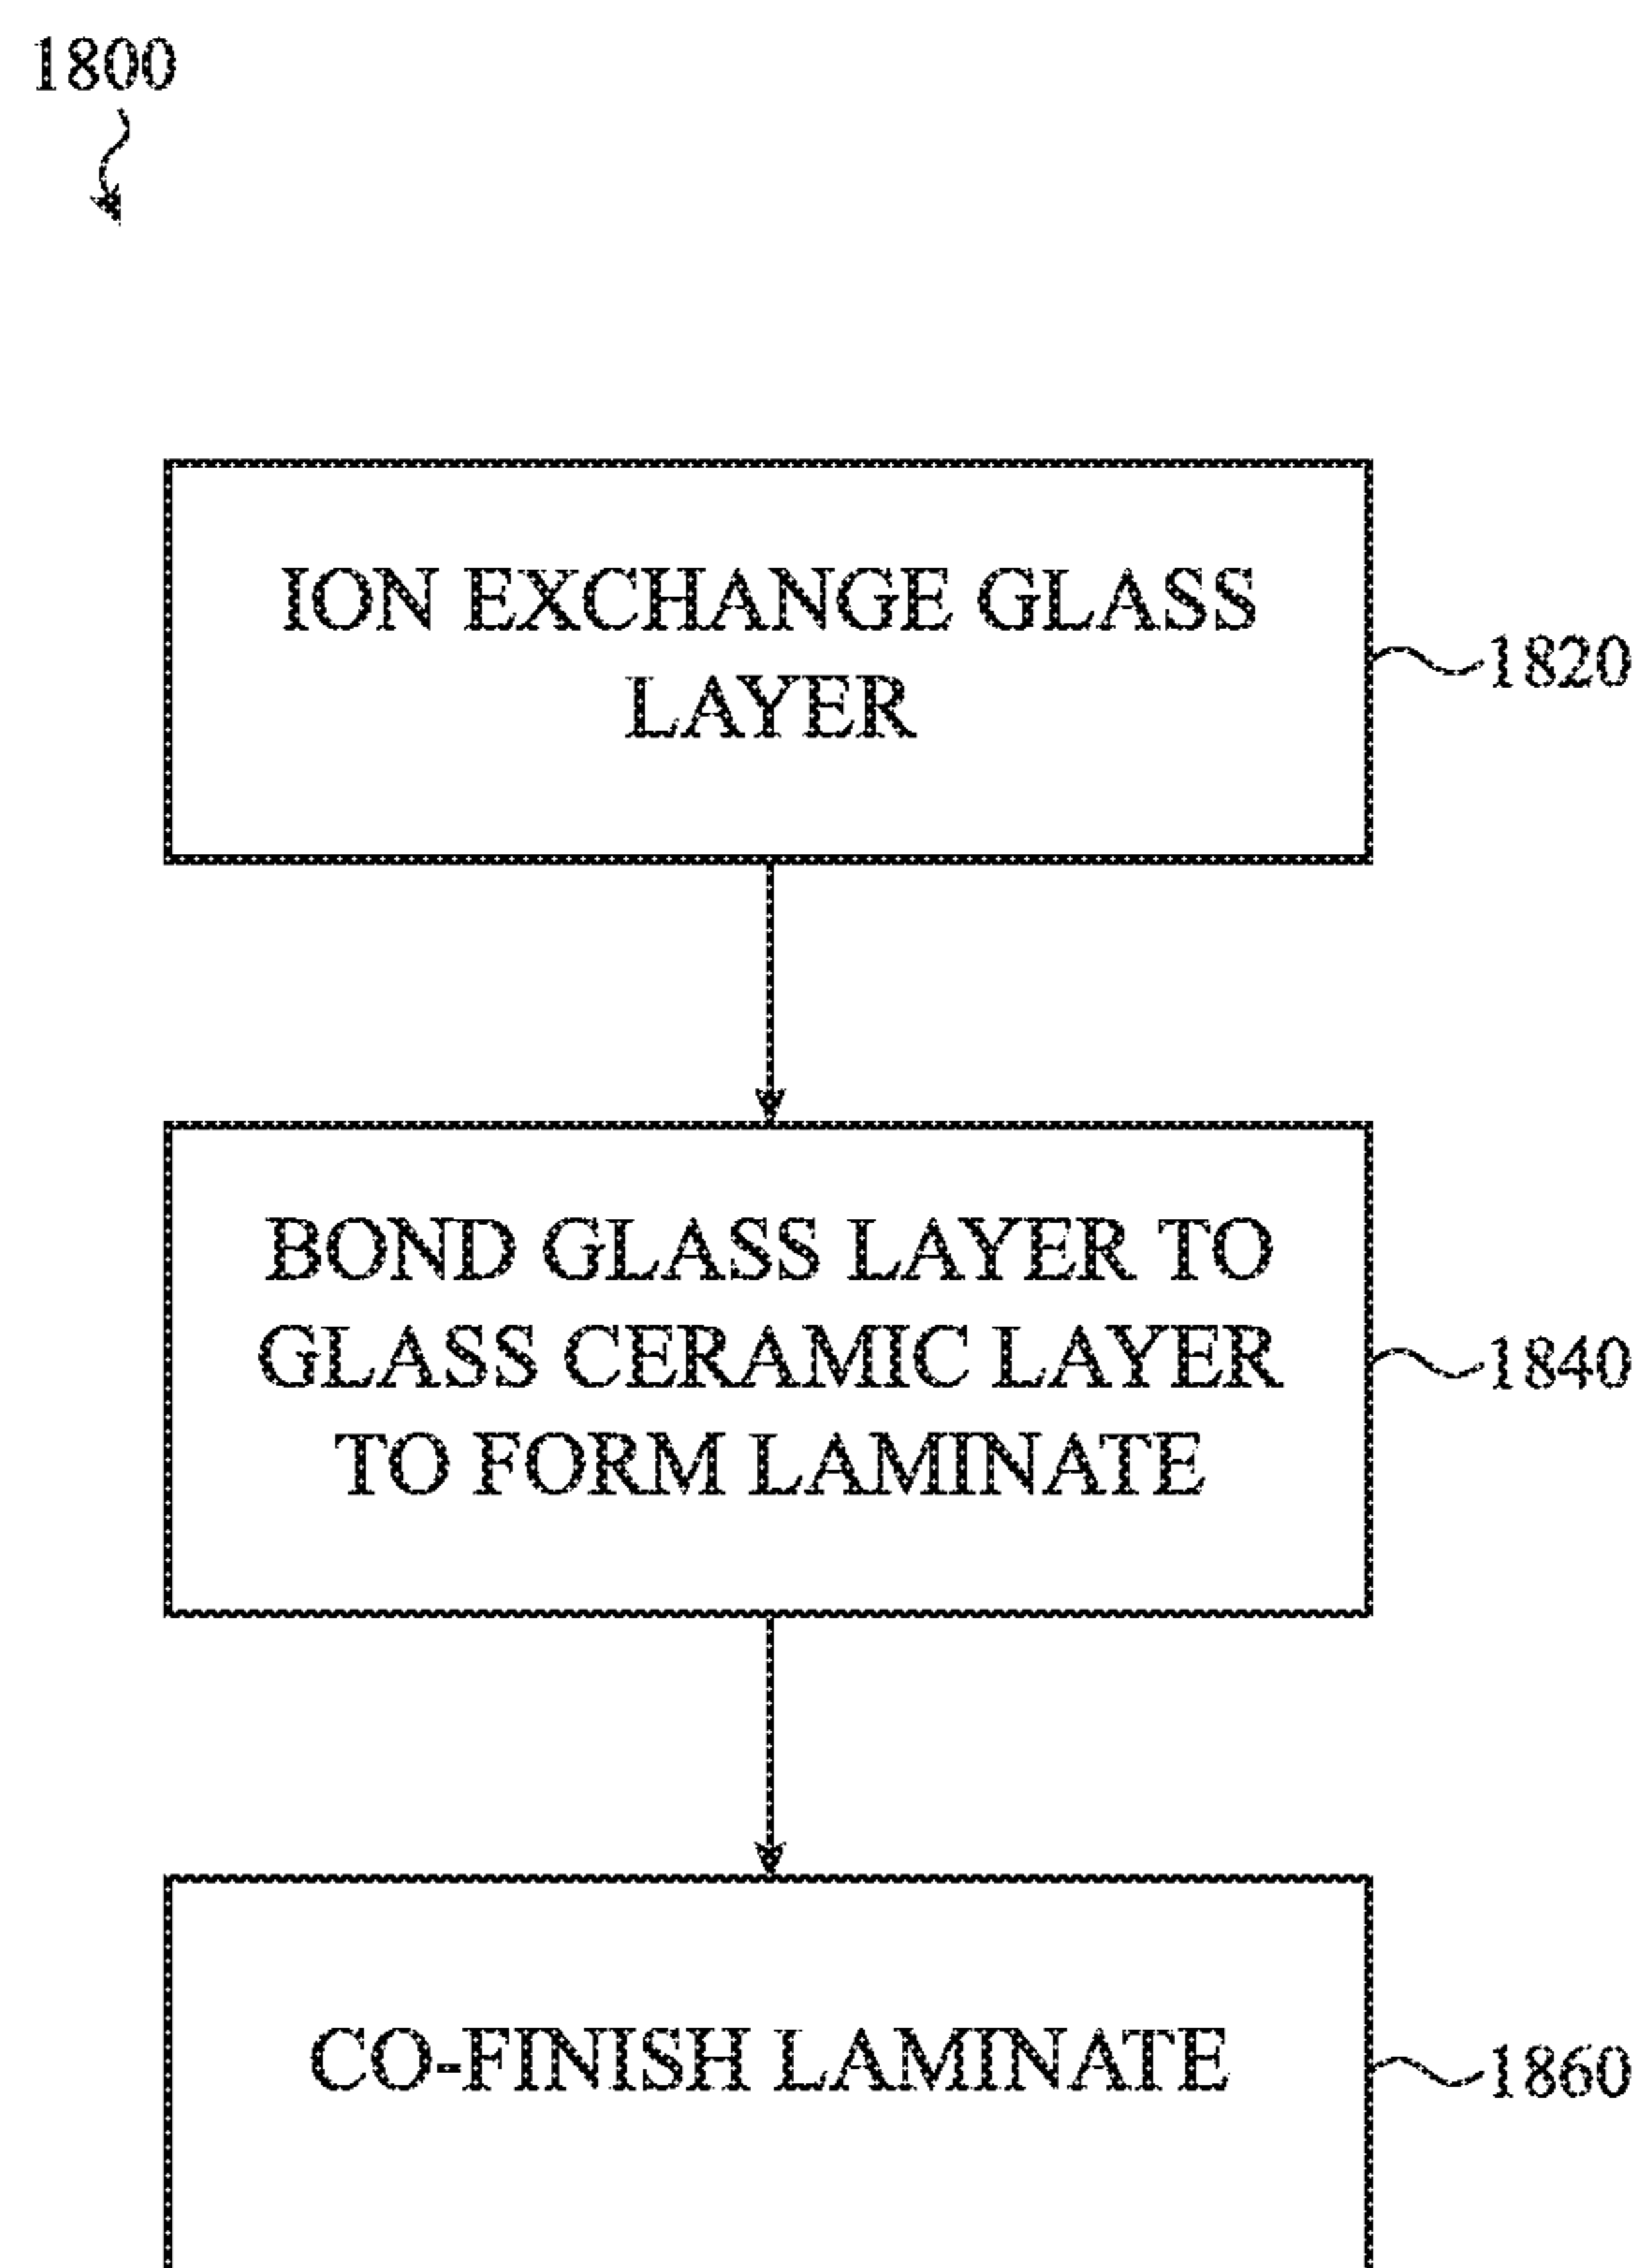 1800
ION EXCHANGE GLASS
LAYER
1820
BOND GLASS LAYER TO
GLASS CERAMIC LAYER
TO FORM LAMINATE
1840
CO-FINISH LAMINATE
1860